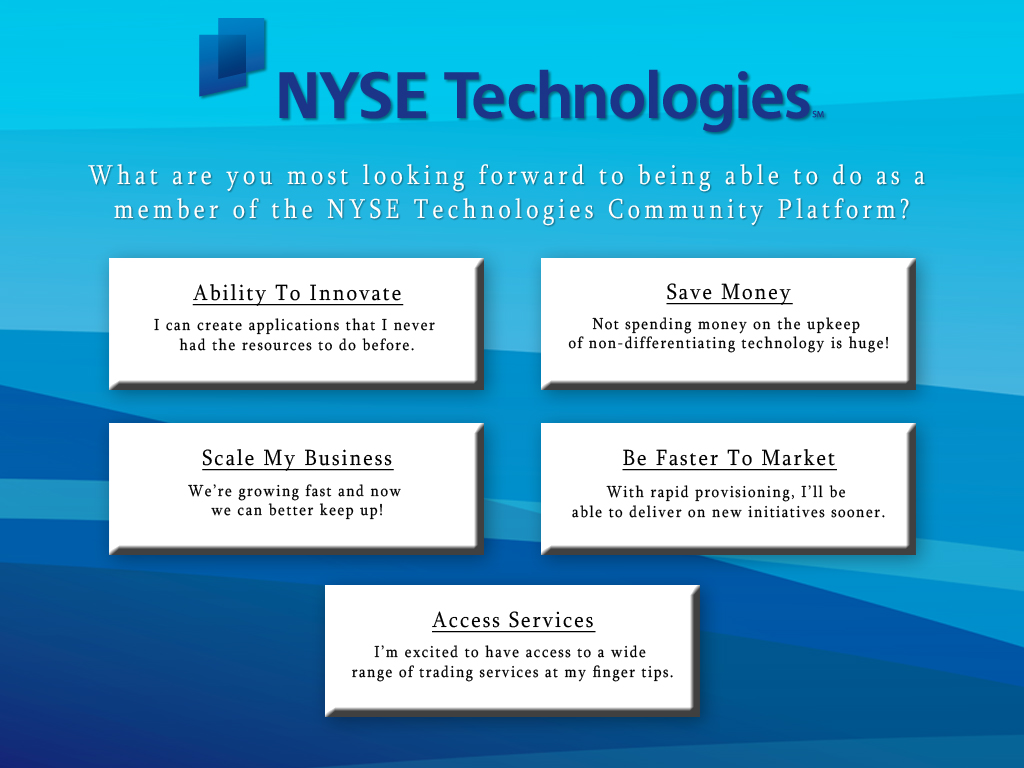 NYSE Technologies SM
What are you most looking forward to being able to do as a
member of the NYSE Technologies Community Platform?
Ability To Innovate
I can create applications that I never
had the resources to do before.
Save Money
Not spending money on the upkeep
of non-differentiating technology is huge!
Scale My Business
We’re growing fast and now
we can better keep up!
Be Faster To Market
With rapid provisioning, I’ll be
able to deliver on new initiatives sooner.
Access Services
I’m excited to have access to a wide
range of trading services at my finger tips.